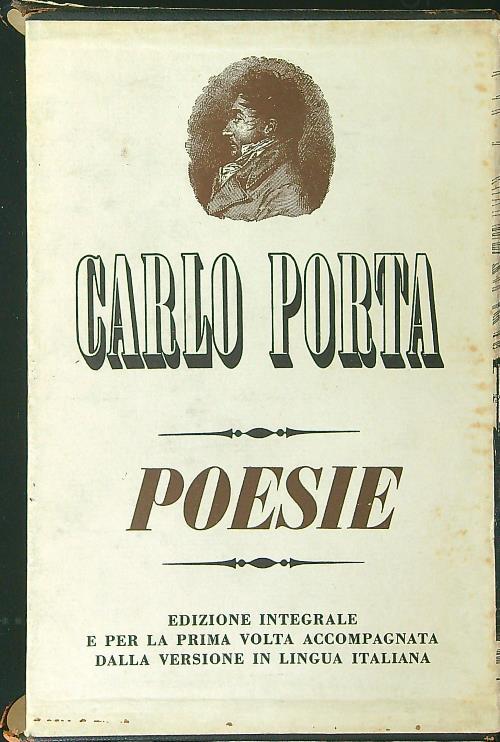 CARLO PORTA
POESIE
EDIZIONE INTEGRALE
E PER LA PRIMA VOLTA ACCOMPAGNATA
DALLA VERSIONE IN LINGUA ITALIANA